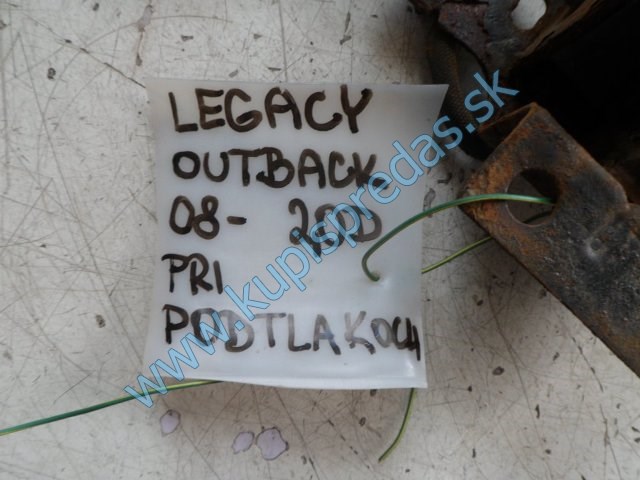 LEGACY
OUTBACK
08- 20D
PRI
PODTLAKOCH
www.kupispredas.sk